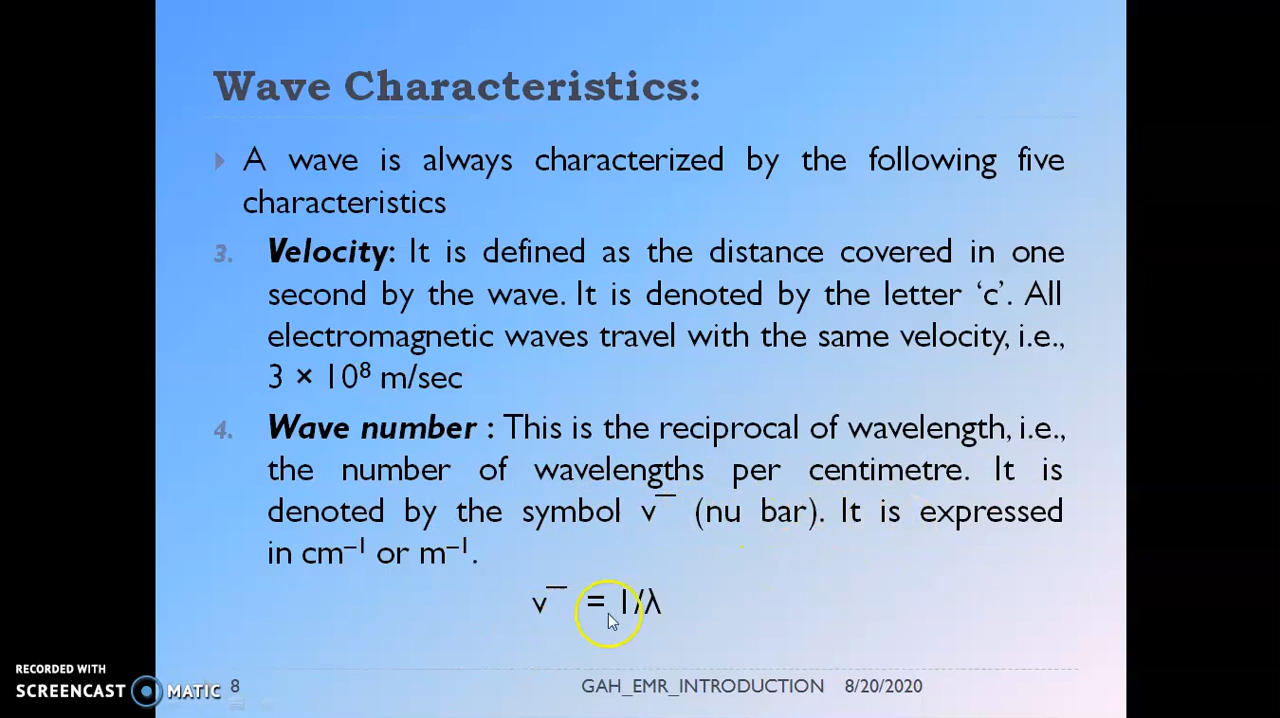 Wave Characteristics:
A wave is always characterized by the following five
characteristics
3. Velocity: It is defined as the distance covered in one
second by the wave. It is denoted by the letter ‘c’. All
electromagnetic waves travel with the same velocity, i.e.,
3 × 10⁸ m/sec
4. Wave number : This is the reciprocal of wavelength, i.e.,
the number of wavelengths per centimetre. It is
denoted by the symbol ν¯ (nu bar). It is expressed
in cm⁻¹ or m⁻¹.
ν¯ = 1/λ
RECORDED WITH
SCREENCAST MATIC
8 GAH_EMR_INTRODUCTION 8/20/2020